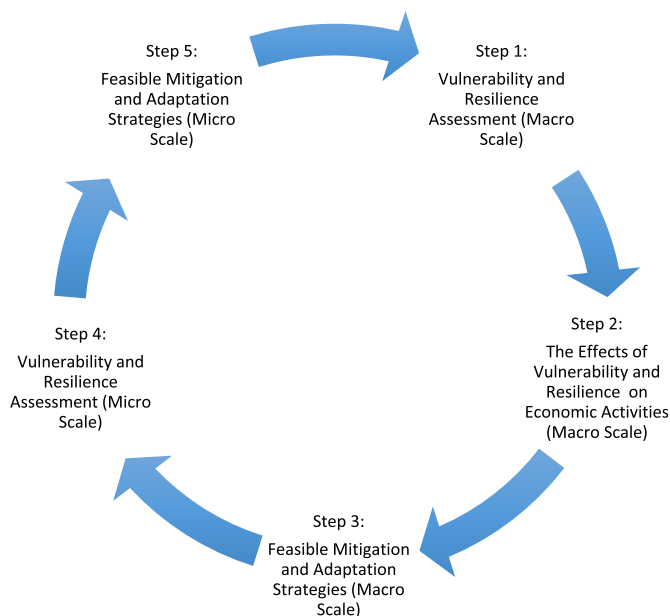 Step 1:
Vulnerability and
Resilience
Assessment (Macro
Scale)
Step 2:
The Effects of
Vulnerability and
Resilience  on
Economic Activities
(Macro Scale)
Step 3:
Feasible Mitigation
and Adaptation
Strategies (Macro
Scale)
Step 4:
Vulnerability and
Resilience
Assessment (Micro
Scale)
Step 5:
Feasible Mitigation
and Adaptation
Strategies (Micro
Scale)